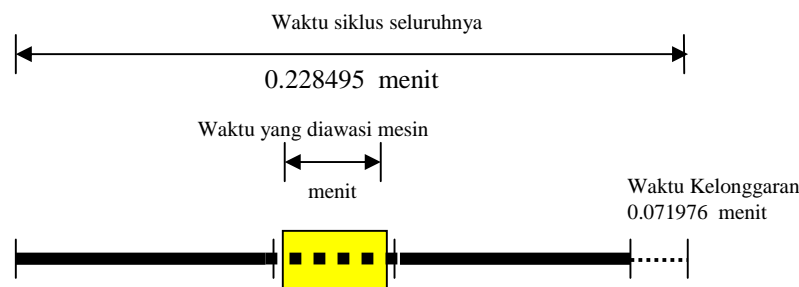 Waktu siklus seluruhnya
0.228495 menit
Waktu yang diawasi mesin
menit
Waktu Kelonggaran
0.071976 menit